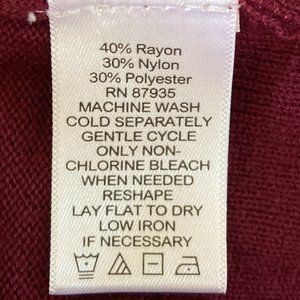 40% Rayon
30% Nylon
30% Polyester
RN 87935
MACHINE WASH
COLD SEPARATELY
GENTLE CYCLE
ONLY NON-
CHLORINE BLEACH
WHEN NEEDED
RESHAPE
LAY FLAT TO DRY
LOW IRON
IF NECESSARY